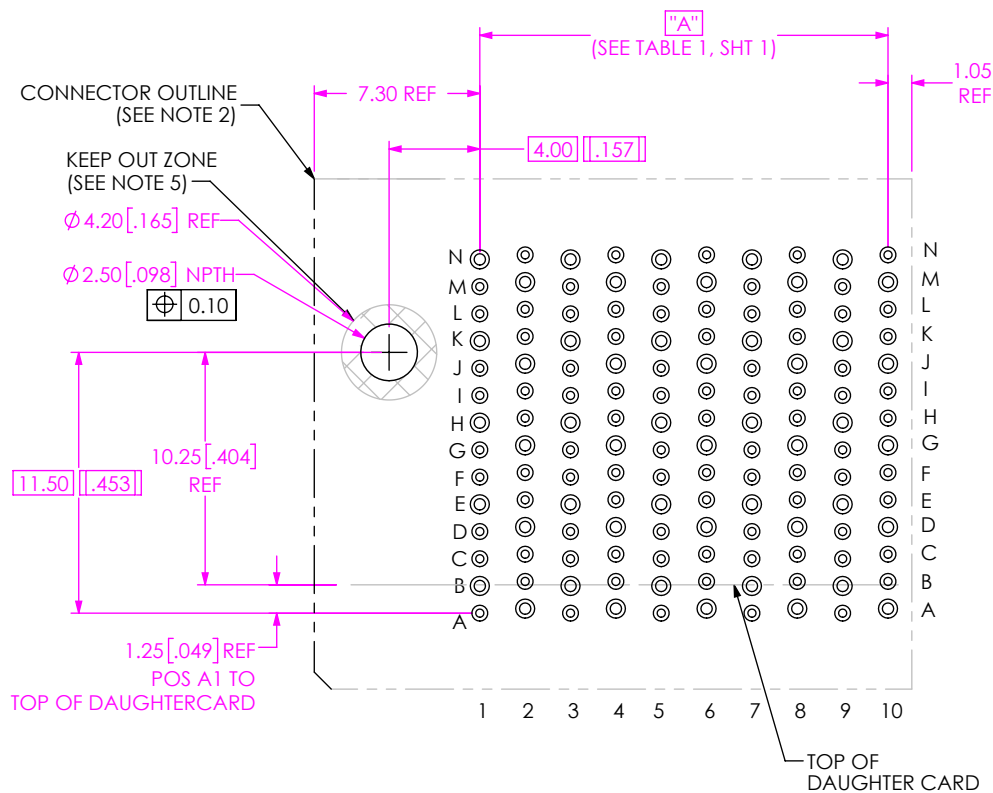 "A"
(SEE TABLE 1, SHT 1)
1.05
REF
7.30 REF
CONNECTOR OUTLINE
(SEE NOTE 2)
4.00 [.157]
KEEP OUT ZONE
(SEE NOTE 5)
Ø4.20[.165] REF
Ø2.50[.098] NPTH
⌖ 0.10
N N
M M
L L
K K
J J
I I
H H
G G
F F
E E
D D
C C
B B
A A
10.25[.404]
REF
11.50 [.453]
1.25[.049] REF
POS A1 TO
TOP OF DAUGHTERCARD
1 2 3 4 5 6 7 8 9 10
TOP OF
DAUGHTER CARD